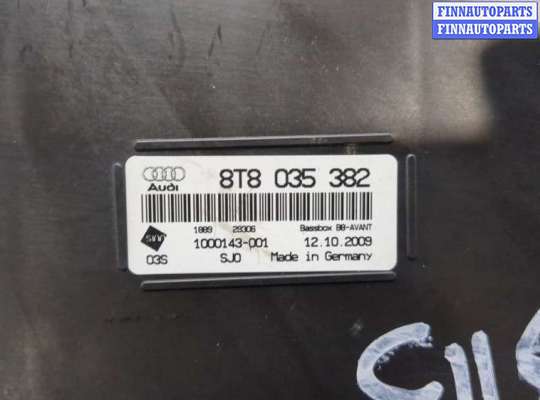 FINNAUTOPARTS
FINNAUTOPARTS
Audi
8T8 035 382
1889 28306 Bassbox B8-AVANT
1000143-001 12.10.2009
03S SJO Made in Germany